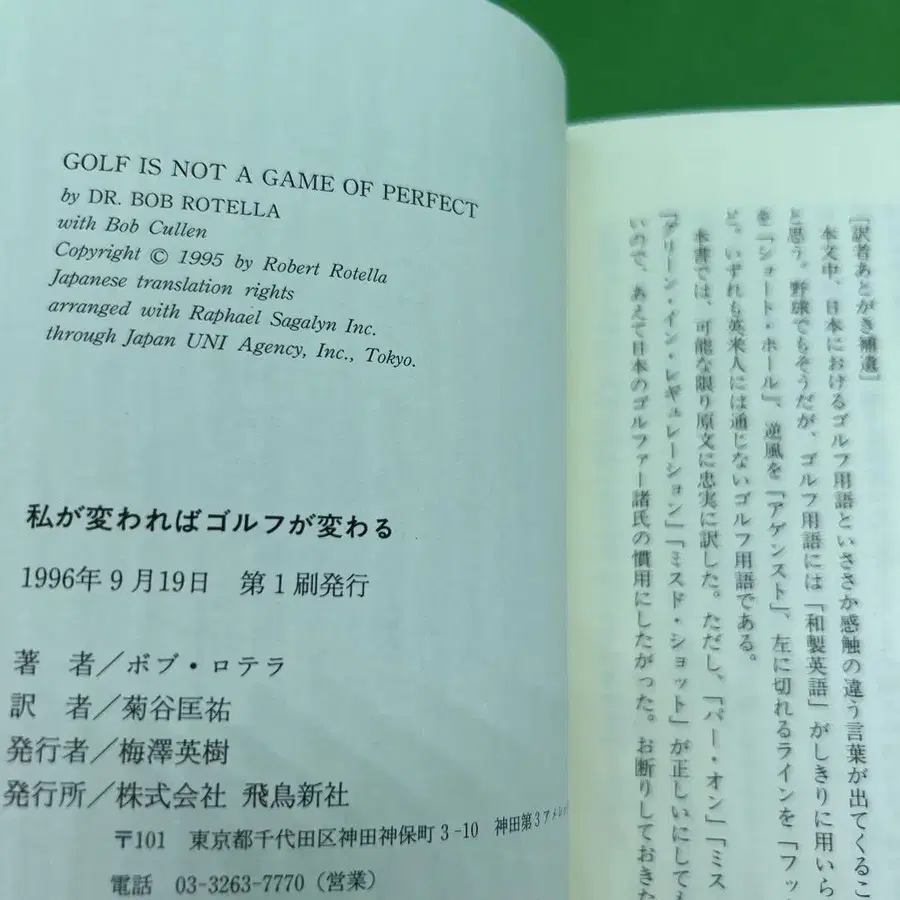 GOLF IS NOT A GAME OF PERFECT
by DR. BOB ROTELLA
with Bob Cullen
Copyright © 1995 by Robert Rotella
Japanese translation rights
arranged with Raphael Sagalyn Inc.
through Japan UNI Agency, Inc., Tokyo.
私が変わればゴルフが変わる
1996年9月19日 第1刷発行
著 者／ボブ・ロテラ
訳 者／菊谷匡祐
発行者／梅澤英樹
発行所／株式会社 飛鳥新社
〒101 東京都千代田区神田神保町3-10 神田第3アメレッ
電話 03-3263-7770（営業）
［訳者あとがき補遺］
本文中、日本におけるゴルフ用語といささか感触の違う言葉が出てくるこ
と思う。野球でもそうだが、ゴルフ用語には「和製英語」がしきりに用いら
を「ショート・ホール」、逆風を「アゲンスト」、左に切れるラインを「フッ
と。いずれも英米人には通じないゴルフ用語である。
本書では、可能な限り原文に忠実に訳した。ただし、「パー・オン」「ミス
「グリーン・イン・レギュレーション」「ミスド・ショット」が正しいにしても
いので、あえて日本のゴルファー諸氏の慣用にしたがった。お断りしておきた